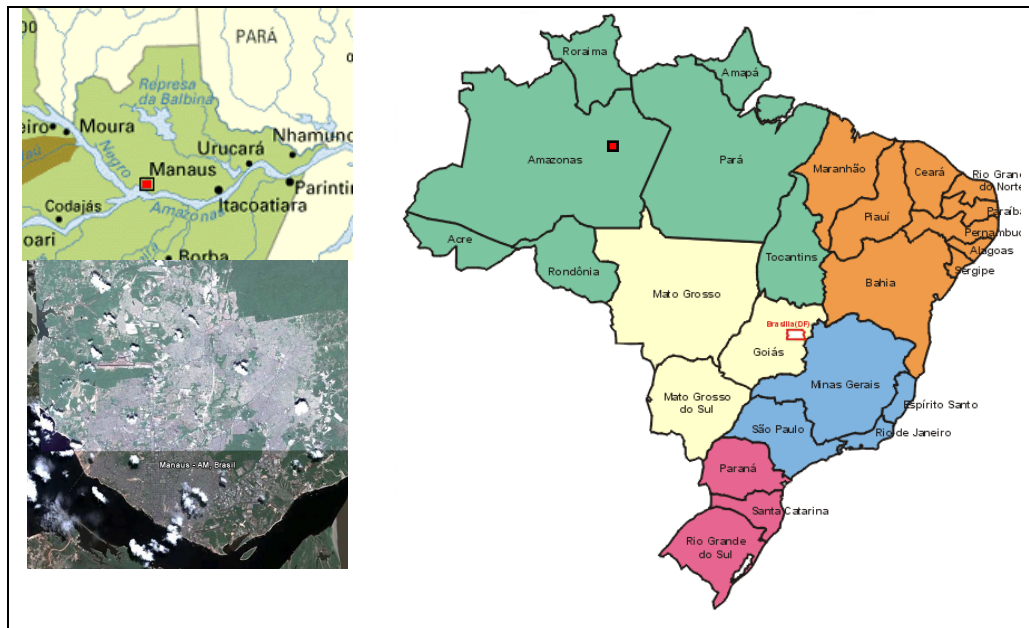 00
PARÁ
Represa
da Balbina
eiro
Moura
Nhamund
Urucará
Negro
Manaus
Parintin
Itacoatiara
Amazonas
Codajás
oari
Borba
Manaus - AM, Brasil
Roraima
Amapá
Amazonas
Pará
Maranhão
Ceará
Rio Grande
do Norte
Piauí
Paraíba
Pernambuc
Alagoas
Sergipe
Acre
Rondônia
Tocantins
Bahia
Mato Grosso
Brasília(DF)
Goiás
Minas Gerais
Mato Grosso
do Sul
Espírito Santo
São Paulo
Rio de Janeiro
Paraná
Santa Catarina
Rio Grande
do Sul